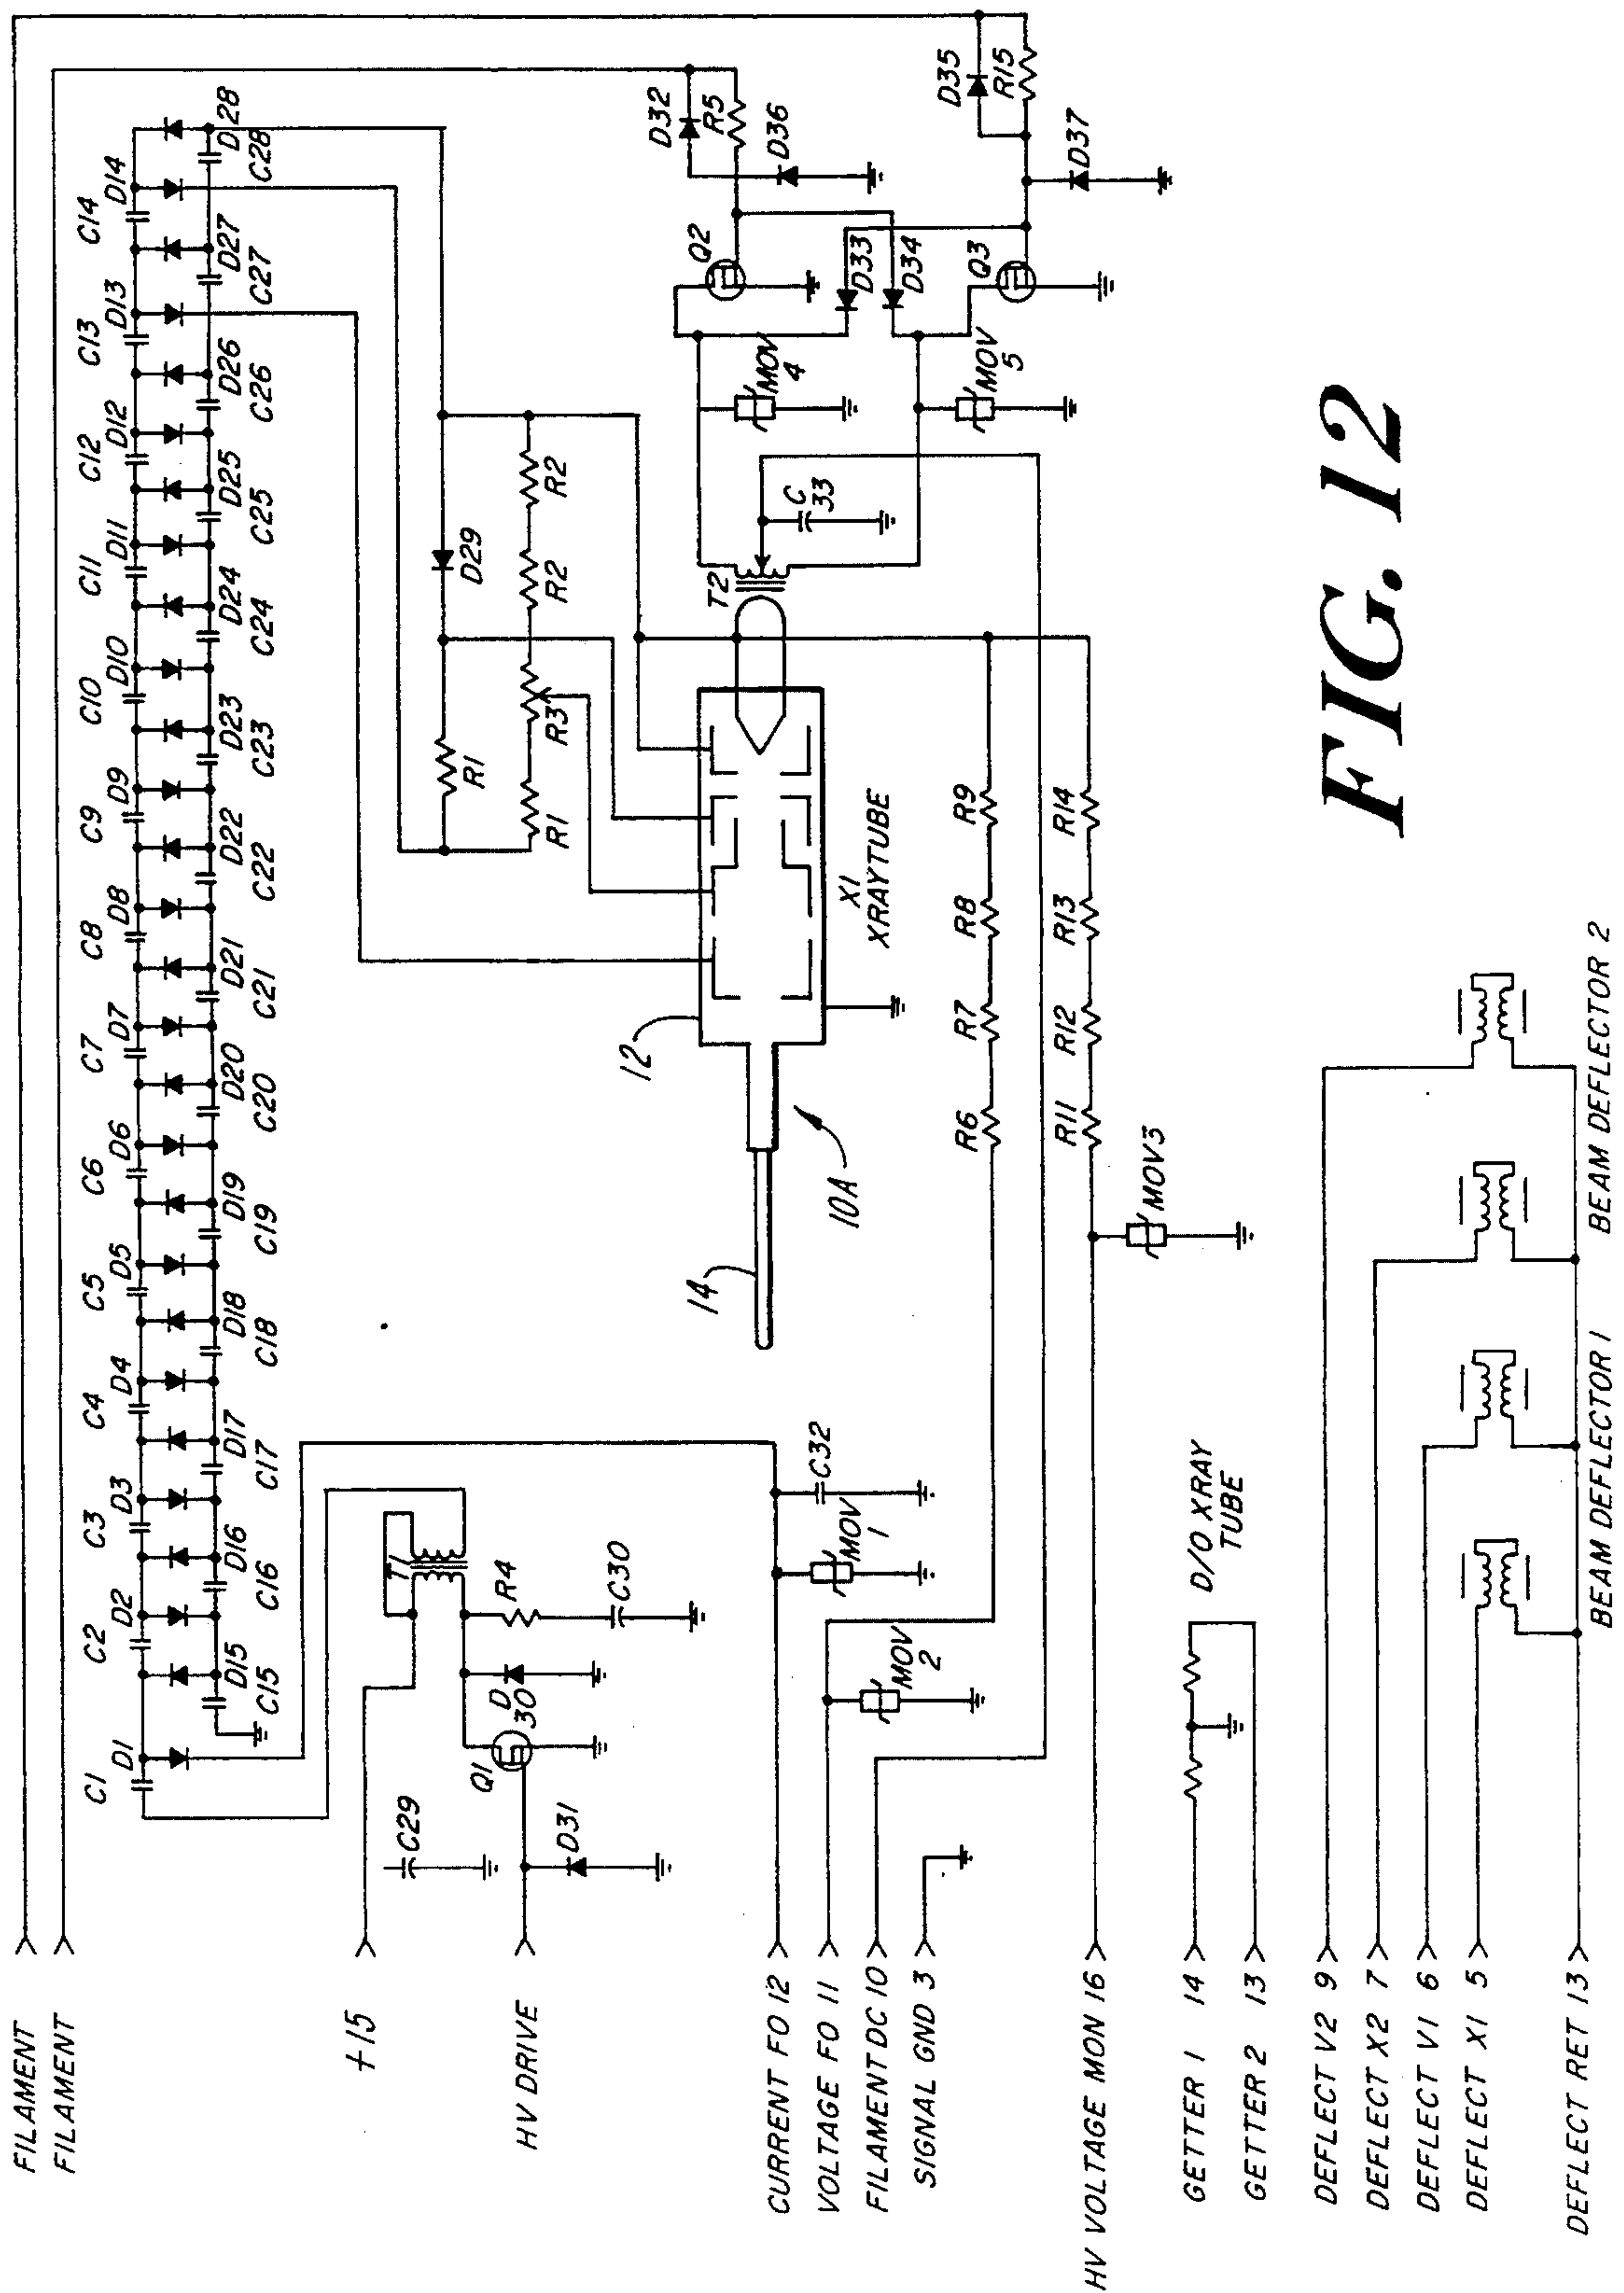 FILAMENT
FILAMENT
+15
HV DRIVE
CURRENT FO 12
VOLTAGE FO 11
FILAMENT DC 10
SIGNAL GND 3
HV VOLTAGE MON 16
GETTER 1 14
GETTER 2 13
DEFLECT V2 9
DEFLECT X2 7
DEFLECT V1 6
DEFLECT X1 5
DEFLECT RET 13
C1
C2
C3
C4
C5
C6
C7
C8
C9
C10
C11
C12
C13
C14
D1
D2
D3
D4
D5
D6
D7
D8
D9
D10
D11
D12
D13
D14
D15
D16
D17
D18
D19
D20
D21
D22
D23
D24
D25
D26
D27
D28
C15
C16
C17
C18
C19
C20
C21
C22
C23
C24
C25
C26
C27
C28
T1
R4
C30
D
30
Q1
C29
D31
C32
MOV
1
MOV
2
MOV3
R1
R1
R3
R2
R2
D29
12
14
10A
X1
XRAYTUBE
T2
C
33
MOV
4
MOV
5
Q2
Q3
D33
D34
D32
R5
D36
D35
R15
D37
R6
R7
R8
R9
R11
R12
R13
R14
D/O XRAY
TUBE
BEAM DEFLECTOR 1
BEAM DEFLECTOR 2
FIG. 12